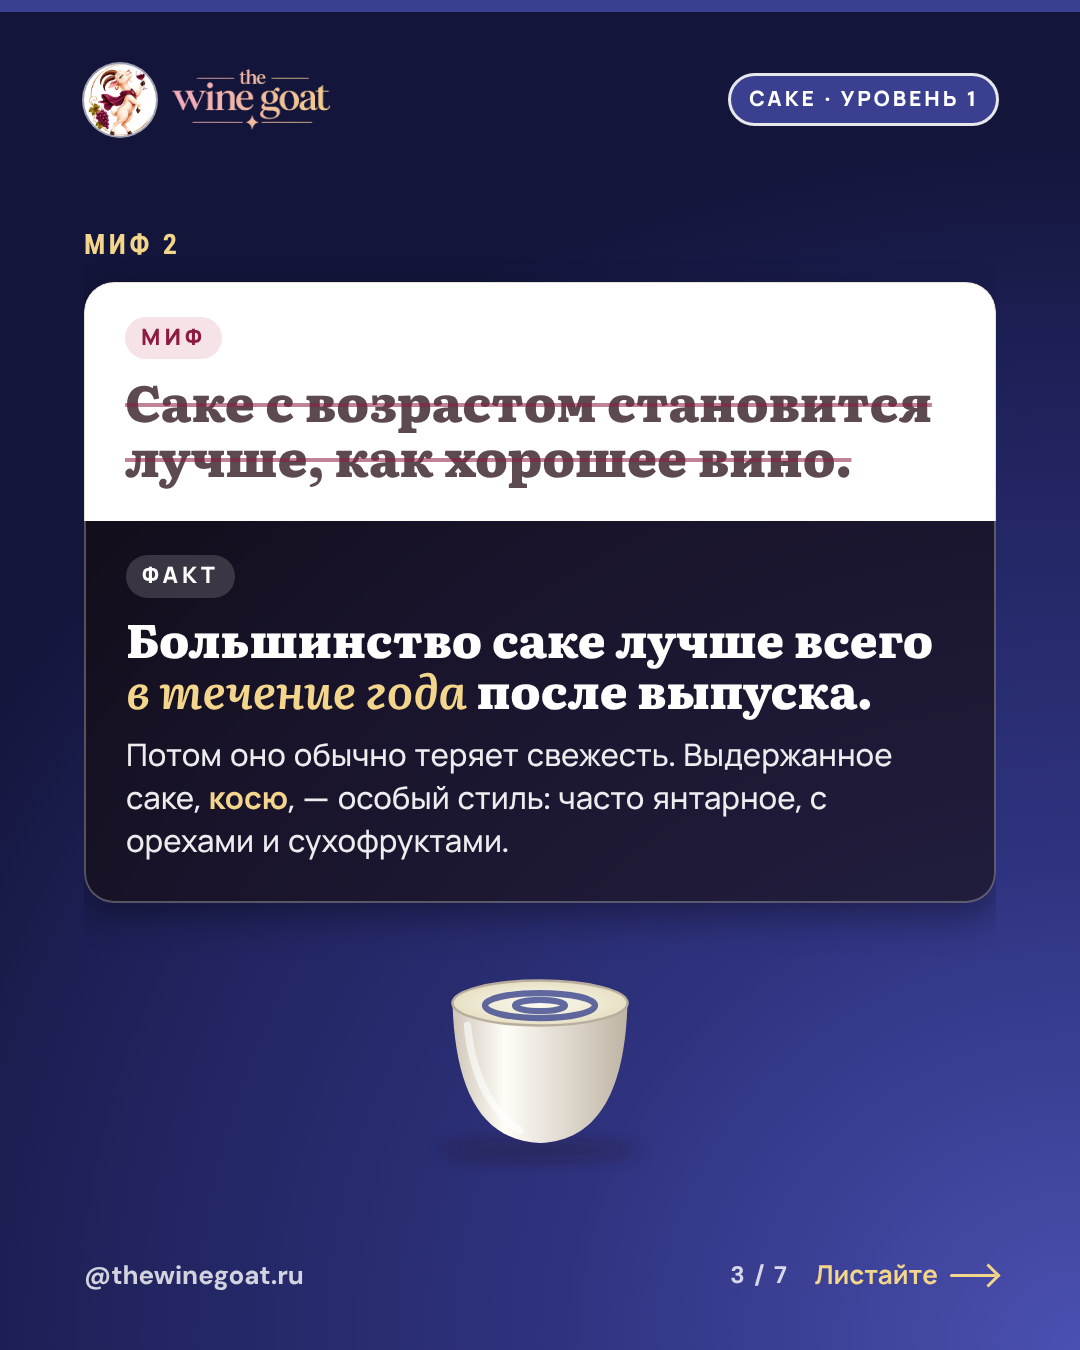 the
wine goat
САКЕ · УРОВЕНЬ 1
МИФ 2
МИФ
Саке с возрастом становится
лучше, как хорошее вино.
ФАКТ
Большинство саке лучше всего
в течение года после выпуска.
Потом оно обычно теряет свежесть. Выдержанное
саке, косю, — особый стиль: часто янтарное, с
орехами и сухофруктами.
@thewinegoat.ru
3 / 7
Листайте